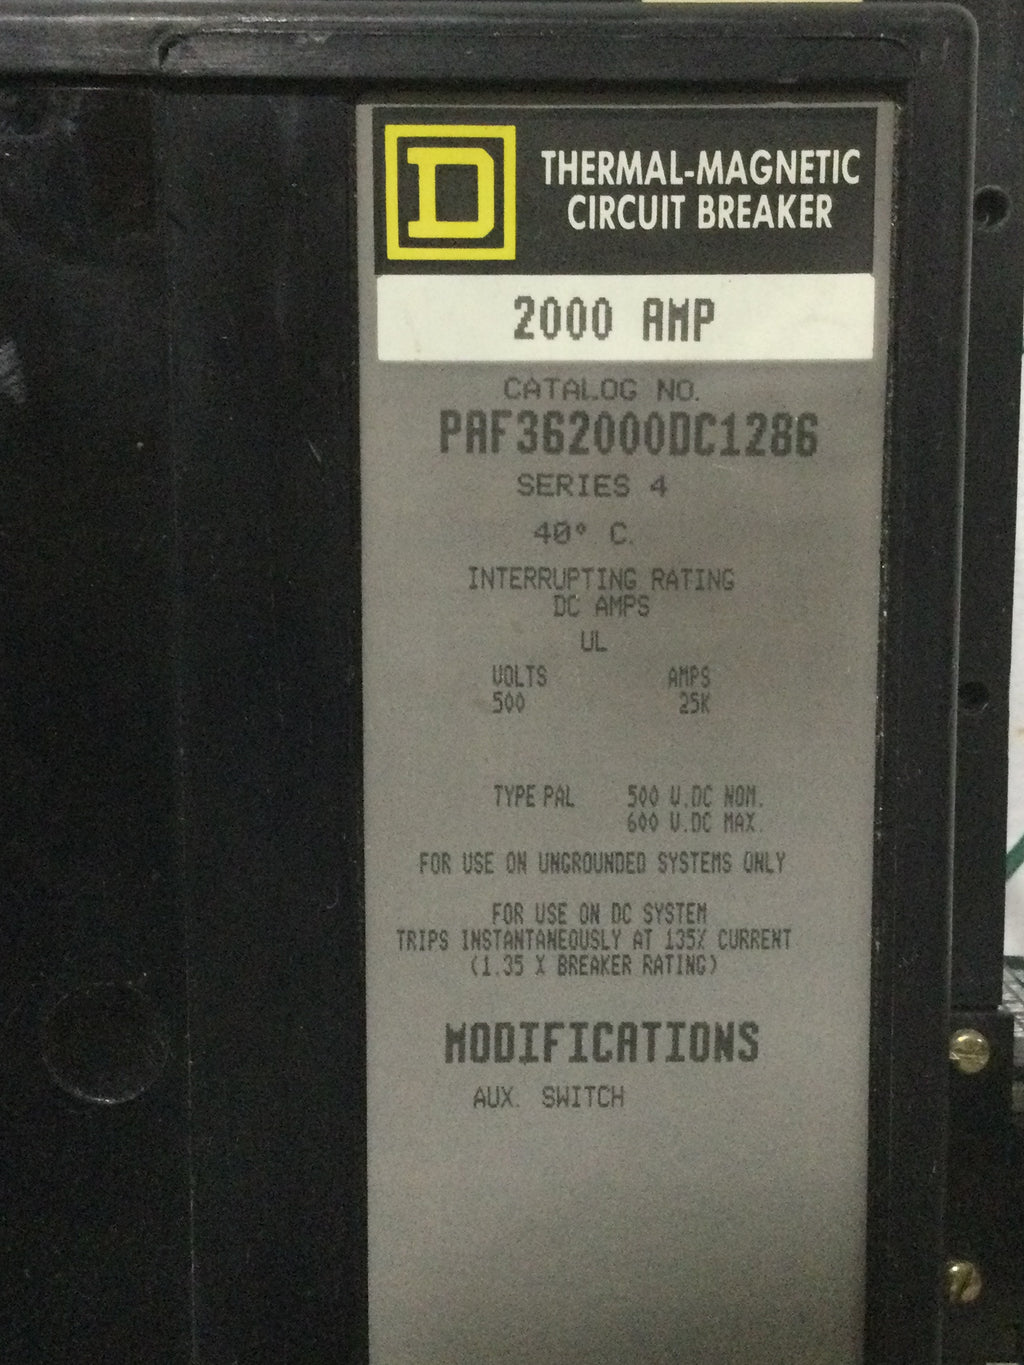 D
THERMAL-MAGNETIC
CIRCUIT BREAKER
2000 AMP
CATALOG NO.
PAF362000DC1286
SERIES 4
40° C.
INTERRUPTING RATING
DC AMPS
UL
VOLTS AMPS
500 25K
TYPE PAL 500 V.DC NOM.
600 V.DC MAX.
FOR USE ON UNGROUNDED SYSTEMS ONLY
FOR USE ON DC SYSTEM
TRIPS INSTANTANEOUSLY AT 135% CURRENT
(1.35 X BREAKER RATING)
MODIFICATIONS
AUX. SWITCH